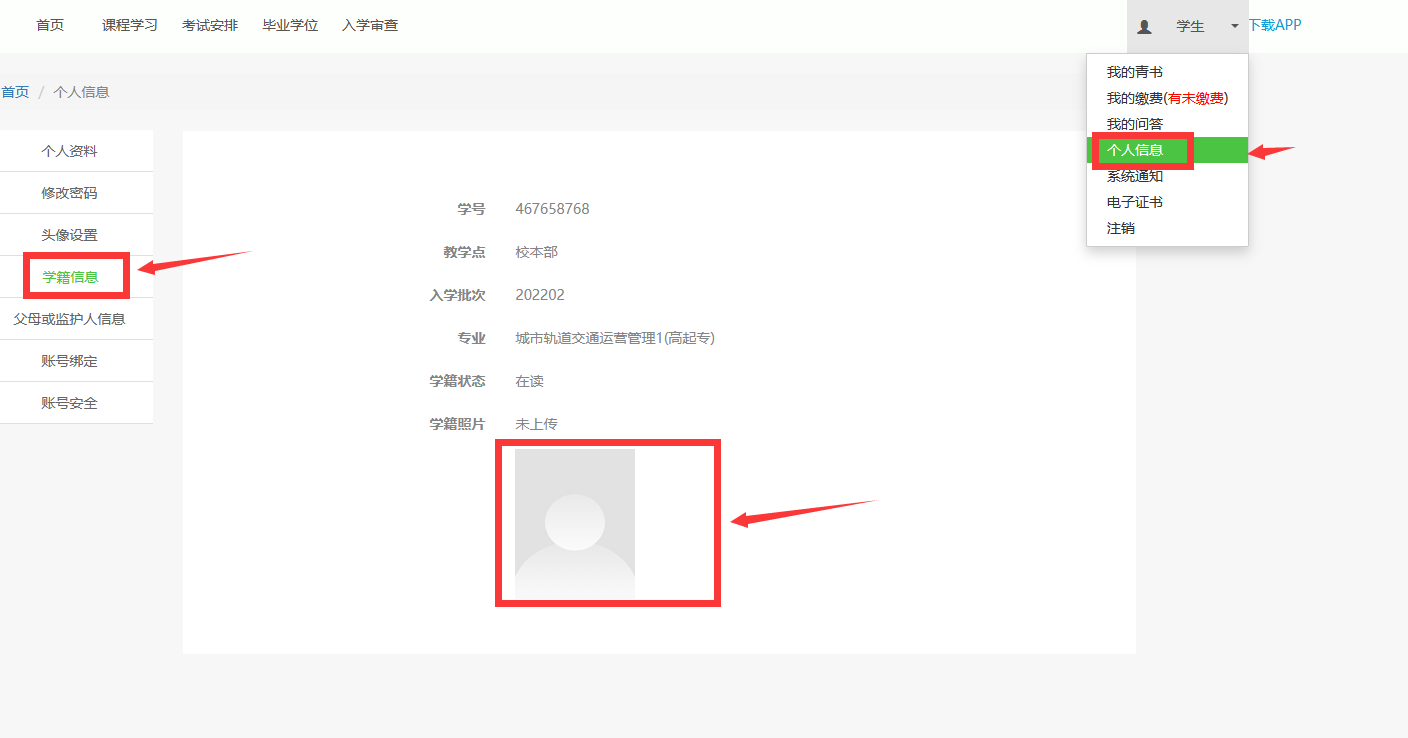 首页 课程学习 考试安排 毕业学位 入学审查 学生 下载APP
我的青书
我的缴费(有未缴费)
我的问答
个人信息
系统通知
电子证书
注销
首页 / 个人信息
个人资料
修改密码
头像设置
学籍信息
父母或监护人信息
账号绑定
账号安全
学号 467658768
教学点 校本部
入学批次 202202
专业 城市轨道交通运营管理1(高起专)
学籍状态 在读
学籍照片 未上传